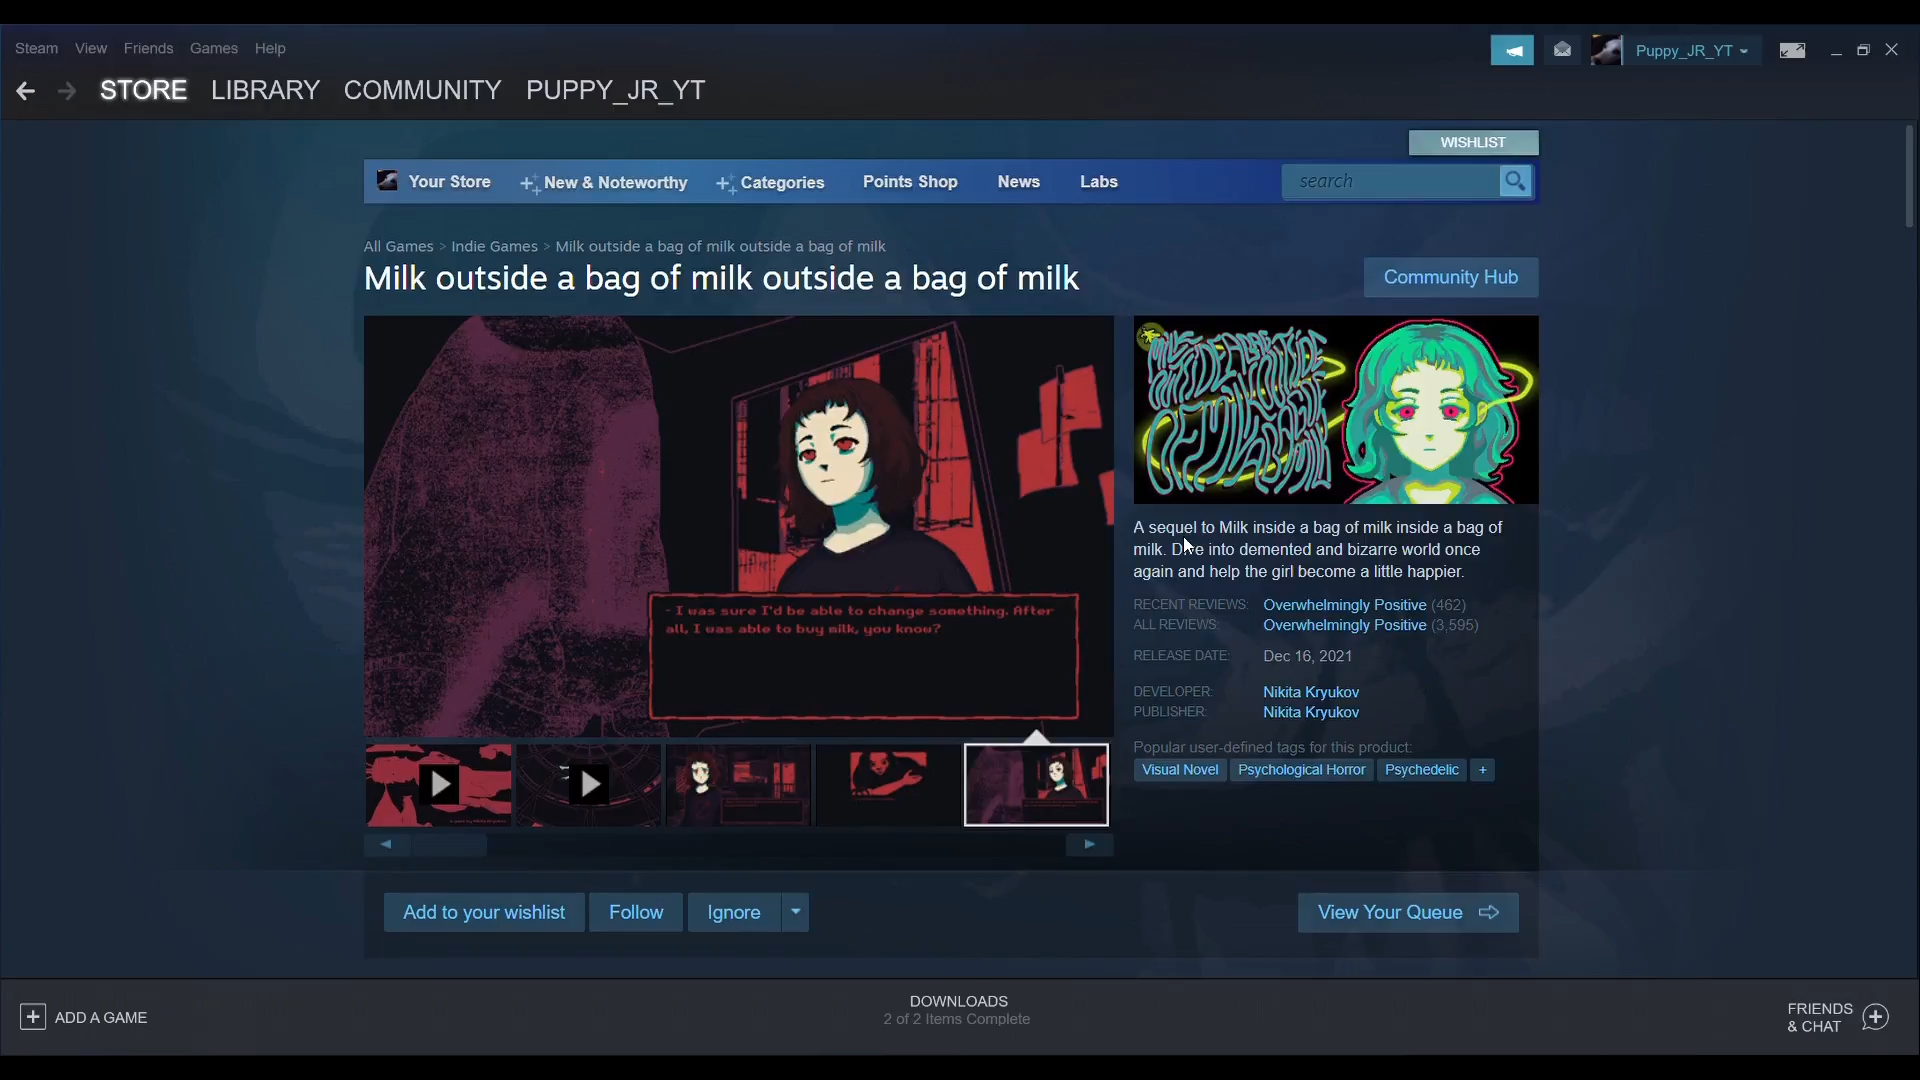 Steam View Friends Games Help
Puppy_JR_YT
STORE LIBRARY COMMUNITY PUPPY_JR_YT
WISHLIST
Your Store New & Noteworthy Categories Points Shop News Labs
search
All Games > Indie Games > Milk outside a bag of milk outside a bag of milk
Milk outside a bag of milk outside a bag of milk
Community Hub
- I was sure I'd be able to change something. After
all, I was able to buy milk, you know?
A sequel to Milk inside a bag of milk inside a bag of
milk. Dive into demented and bizarre world once
again and help the girl become a little happier.
RECENT REVIEWS: Overwhelmingly Positive (462)
ALL REVIEWS: Overwhelmingly Positive (3,595)
RELEASE DATE: Dec 16, 2021
DEVELOPER: Nikita Kryukov
PUBLISHER: Nikita Kryukov
Popular user-defined tags for this product:
Visual Novel Psychological Horror Psychedelic +
Add to your wishlist Follow Ignore
View Your Queue
ADD A GAME
DOWNLOADS
2 of 2 Items Complete
FRIENDS
& CHAT